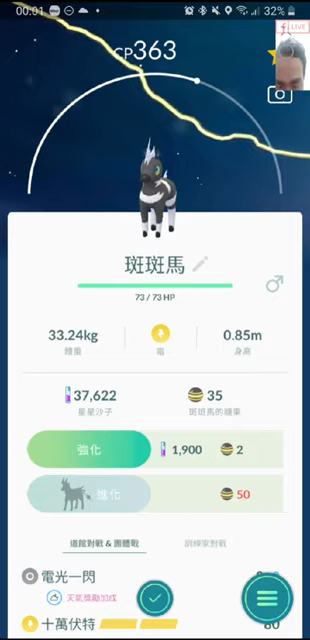 00:01 32%
LIVE
CP363
斑斑馬
73 / 73 HP
33.24kg 電 0.85m
體重 身高
37,622 35
星星沙子 斑斑馬的糖果
強化 1,900 2
進化 50
道館對戰 & 團體戰 訓練家對戰
電光一閃
天氣獎勵加成
十萬伏特 80